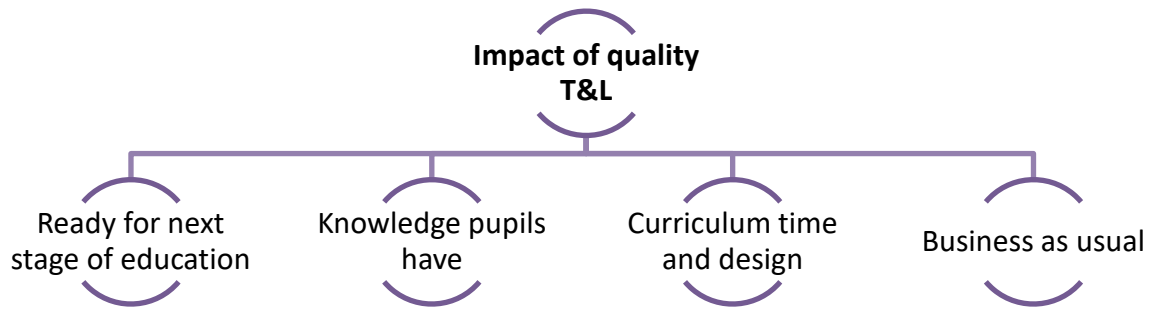 Impact of quality
T&L
Ready for next
stage of education
Knowledge pupils
have
Curriculum time
and design
Business as usual